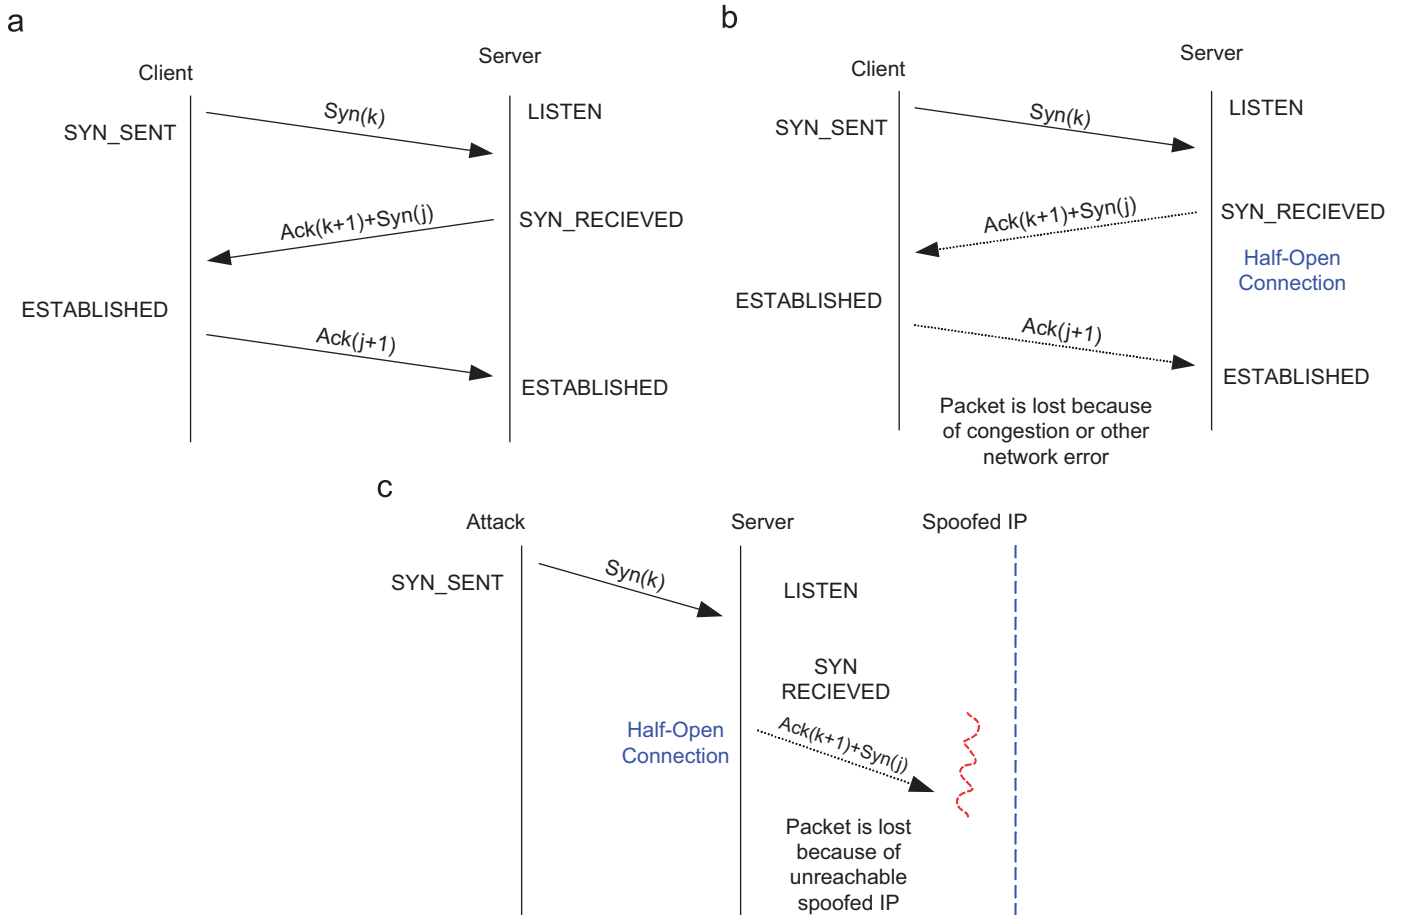 a
Client
Server
SYN_SENT
Syn(k)
LISTEN
Ack(k+1)+Syn(j)
SYN_RECIEVED
ESTABLISHED
Ack(j+1)
ESTABLISHED
b
Client
Server
SYN_SENT
Syn(k)
LISTEN
Ack(k+1)+Syn(j)
SYN_RECIEVED
Half-Open
Connection
ESTABLISHED
Ack(j+1)
ESTABLISHED
Packet is lost because
of congestion or other
network error
c
Attack
Server
Spoofed IP
SYN_SENT
Syn(k)
LISTEN
SYN
RECIEVED
Half-Open
Connection
Ack(k+1)+Syn(j)
Packet is lost
because of
unreachable
spoofed IP